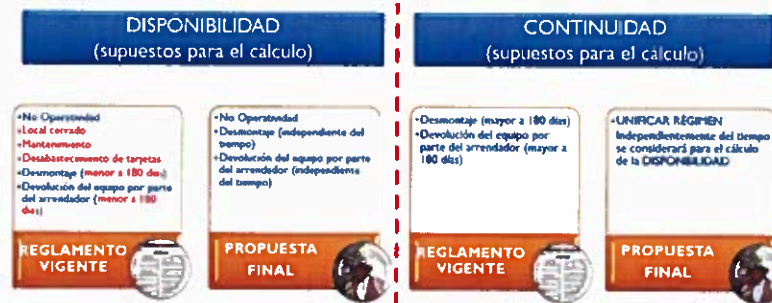 DISPONIBILIDAD
(supuestos para el cálculo)
•No Operatividad
•Local cerrado
•Mantenimiento
•Desabastecimiento de tarjetas
•Desmontaje (menor a 180 días)
•Devolución del equipo por parte
del arrendador (menor a 180
días)
REGLAMENTO
VIGENTE
•No Operatividad
•Desmontaje (independiente del
tiempo)
•Devolución del equipo por parte
del arrendador (independiente
del tiempo)
PROPUESTA
FINAL
CONTINUIDAD
(supuestos para el cálculo)
•Desmontaje (mayor a 180 días)
•Devolución del equipo por
parte del arrendador (mayor a
180 días)
REGLAMENTO
VIGENTE
•UNIFICAR RÉGIMEN
Independientemente del tiempo
se considerará para el cálculo
de la DISPONIBILIDAD
PROPUESTA
FINAL